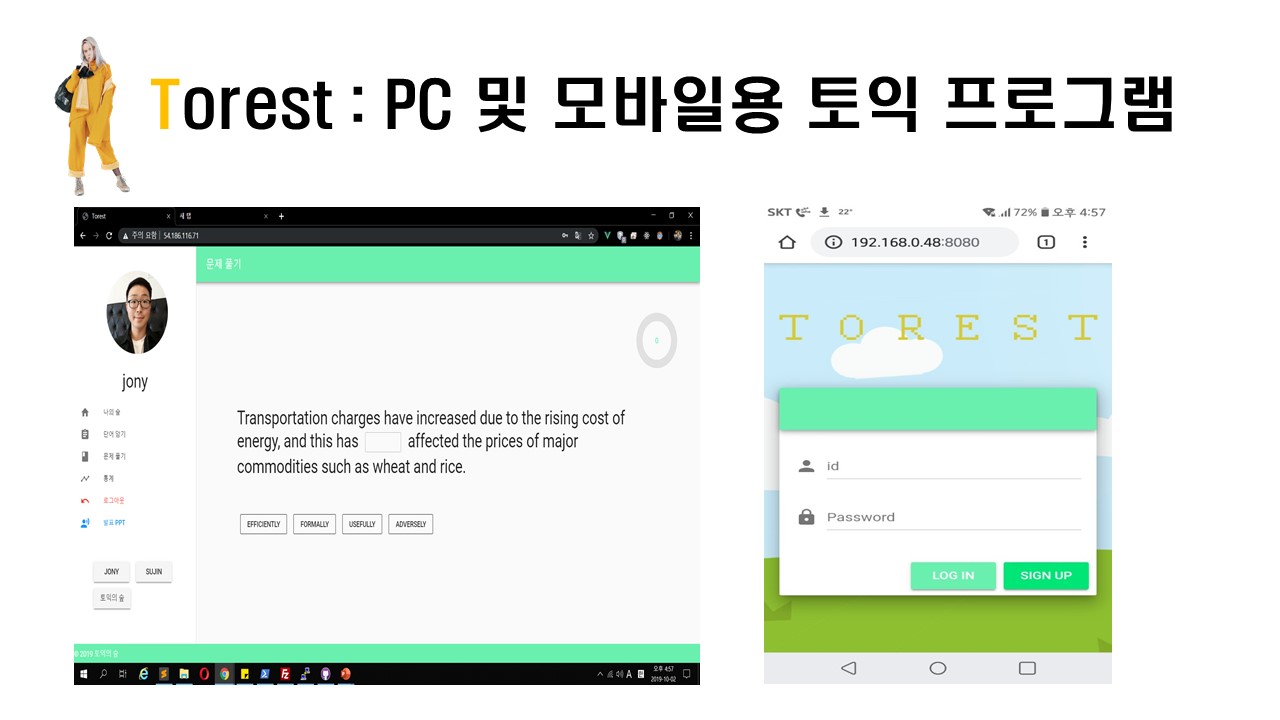 Torest : PC 및 모바일용 토익 프로그램
Torest
새 탭
주의 요함 | 54.186.116.71
문제 풀기
jony
나의 숲
단어 암기
문제 풀기
통계
로그아웃
발표 PPT
JONY SUJIN
토익의 숲
0
Transportation charges have increased due to the rising cost of
energy, and this has affected the prices of major
commodities such as wheat and rice.
EFFICIENTLY FORMALLY USEFULLY ADVERSELY
© 2019 토익의 숲
A
오후 4:57
2019-10-02
SKT 22° 72% 오후 4:57
192.168.0.48:8080 1
TOREST
id
Password
LOG IN SIGN UP